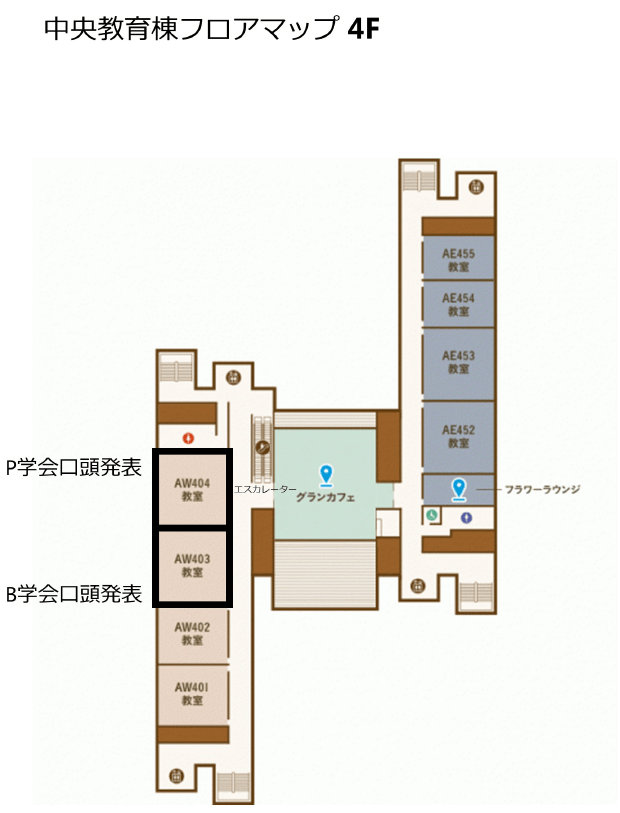 中央教育棟フロアマップ 4F
AE455
教室
AE454
教室
AE453
教室
AE452
教室
フラワーラウンジ
P学会口頭発表
AW404
教室
エスカレーター
グランカフェ
AW403
教室
B学会口頭発表
AW402
教室
AW401
教室